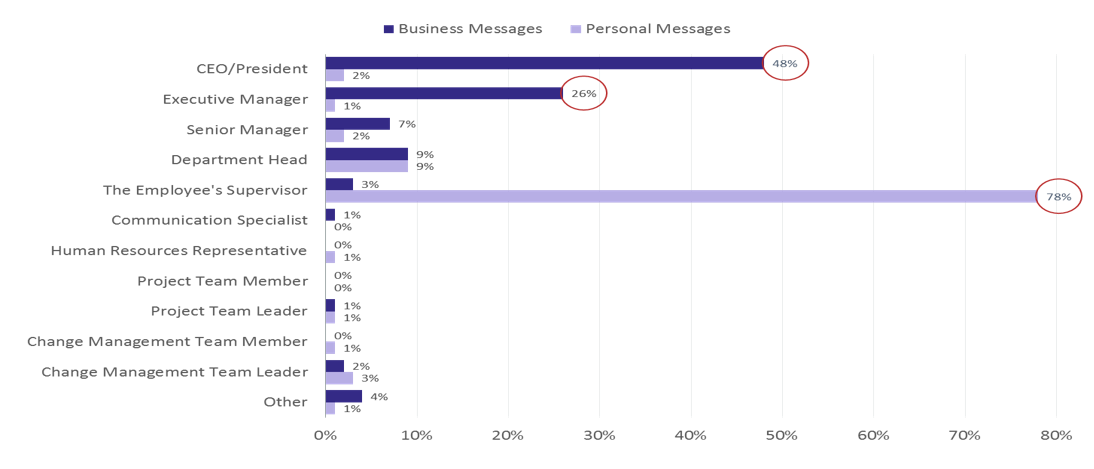 Business Messages Personal Messages
CEO/President 48%
2%
Executive Manager 26%
1%
Senior Manager 7%
2%
Department Head 9%
9%
The Employee's Supervisor 3%
78%
Communication Specialist 1%
0%
Human Resources Representative 0%
1%
Project Team Member 0%
0%
Project Team Leader 1%
1%
Change Management Team Member 0%
1%
Change Management Team Leader 2%
3%
Other 4%
1%
0% 10% 20% 30% 40% 50% 60% 70% 80%